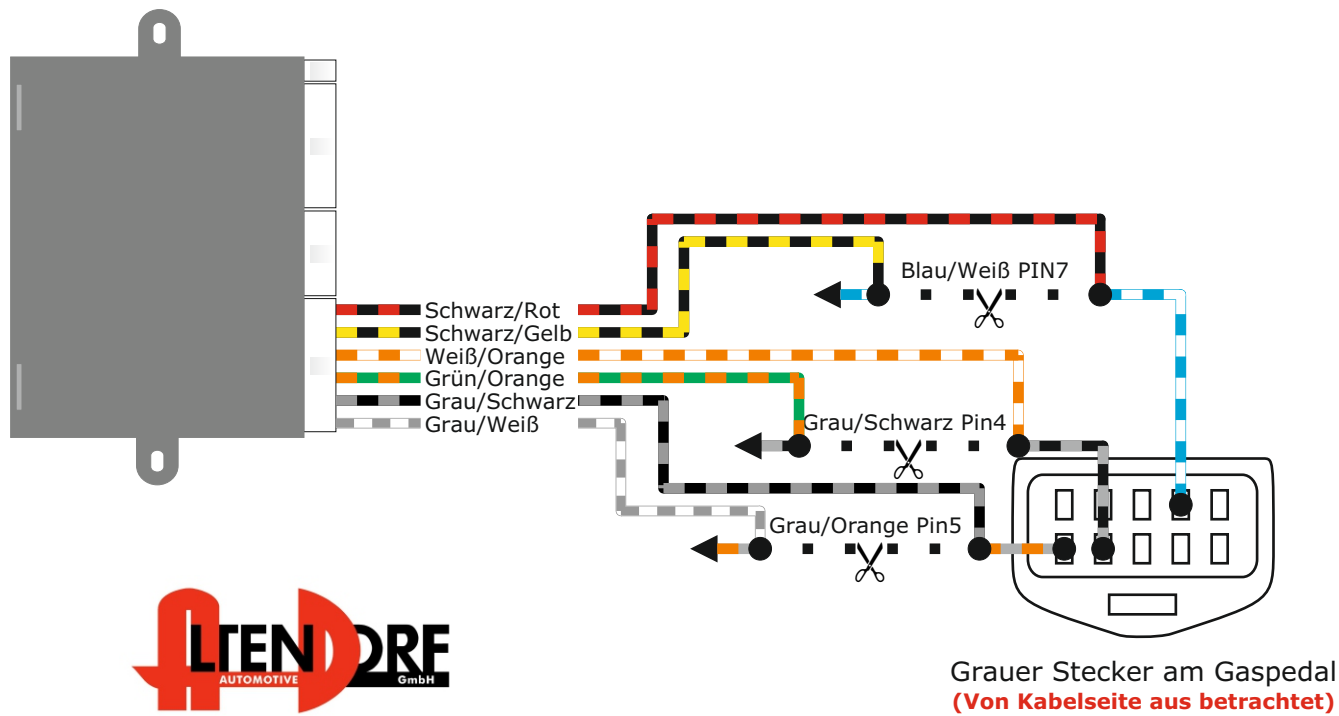 Blau/Weiß PIN7
Schwarz/Rot
Schwarz/Gelb
Weiß/Orange
Grün/Orange
Grau/Schwarz
Grau/Weiß
Grau/Schwarz Pin4
Grau/Orange Pin5
ALTENDORF
AUTOMOTIVE
GmbH
Grauer Stecker am Gaspedal
(Von Kabelseite aus betrachtet)